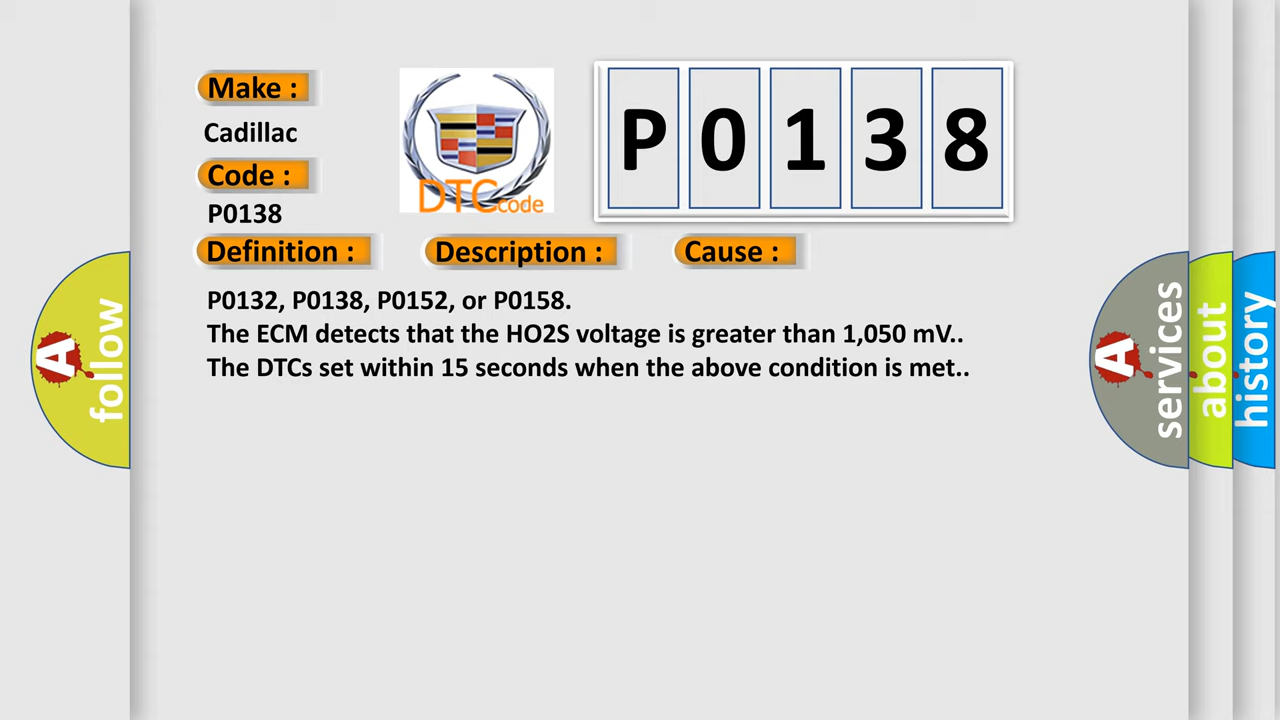 Make :
Cadillac
Code :
P0138
DTC code
P 0 1 3 8
Definition :
Description :
Cause :
P0132, P0138, P0152, or P0158.
The ECM detects that the HO2S voltage is greater than 1,050 mV..
The DTCs set within 15 seconds when the above condition is met..
A follow
A services
about
history